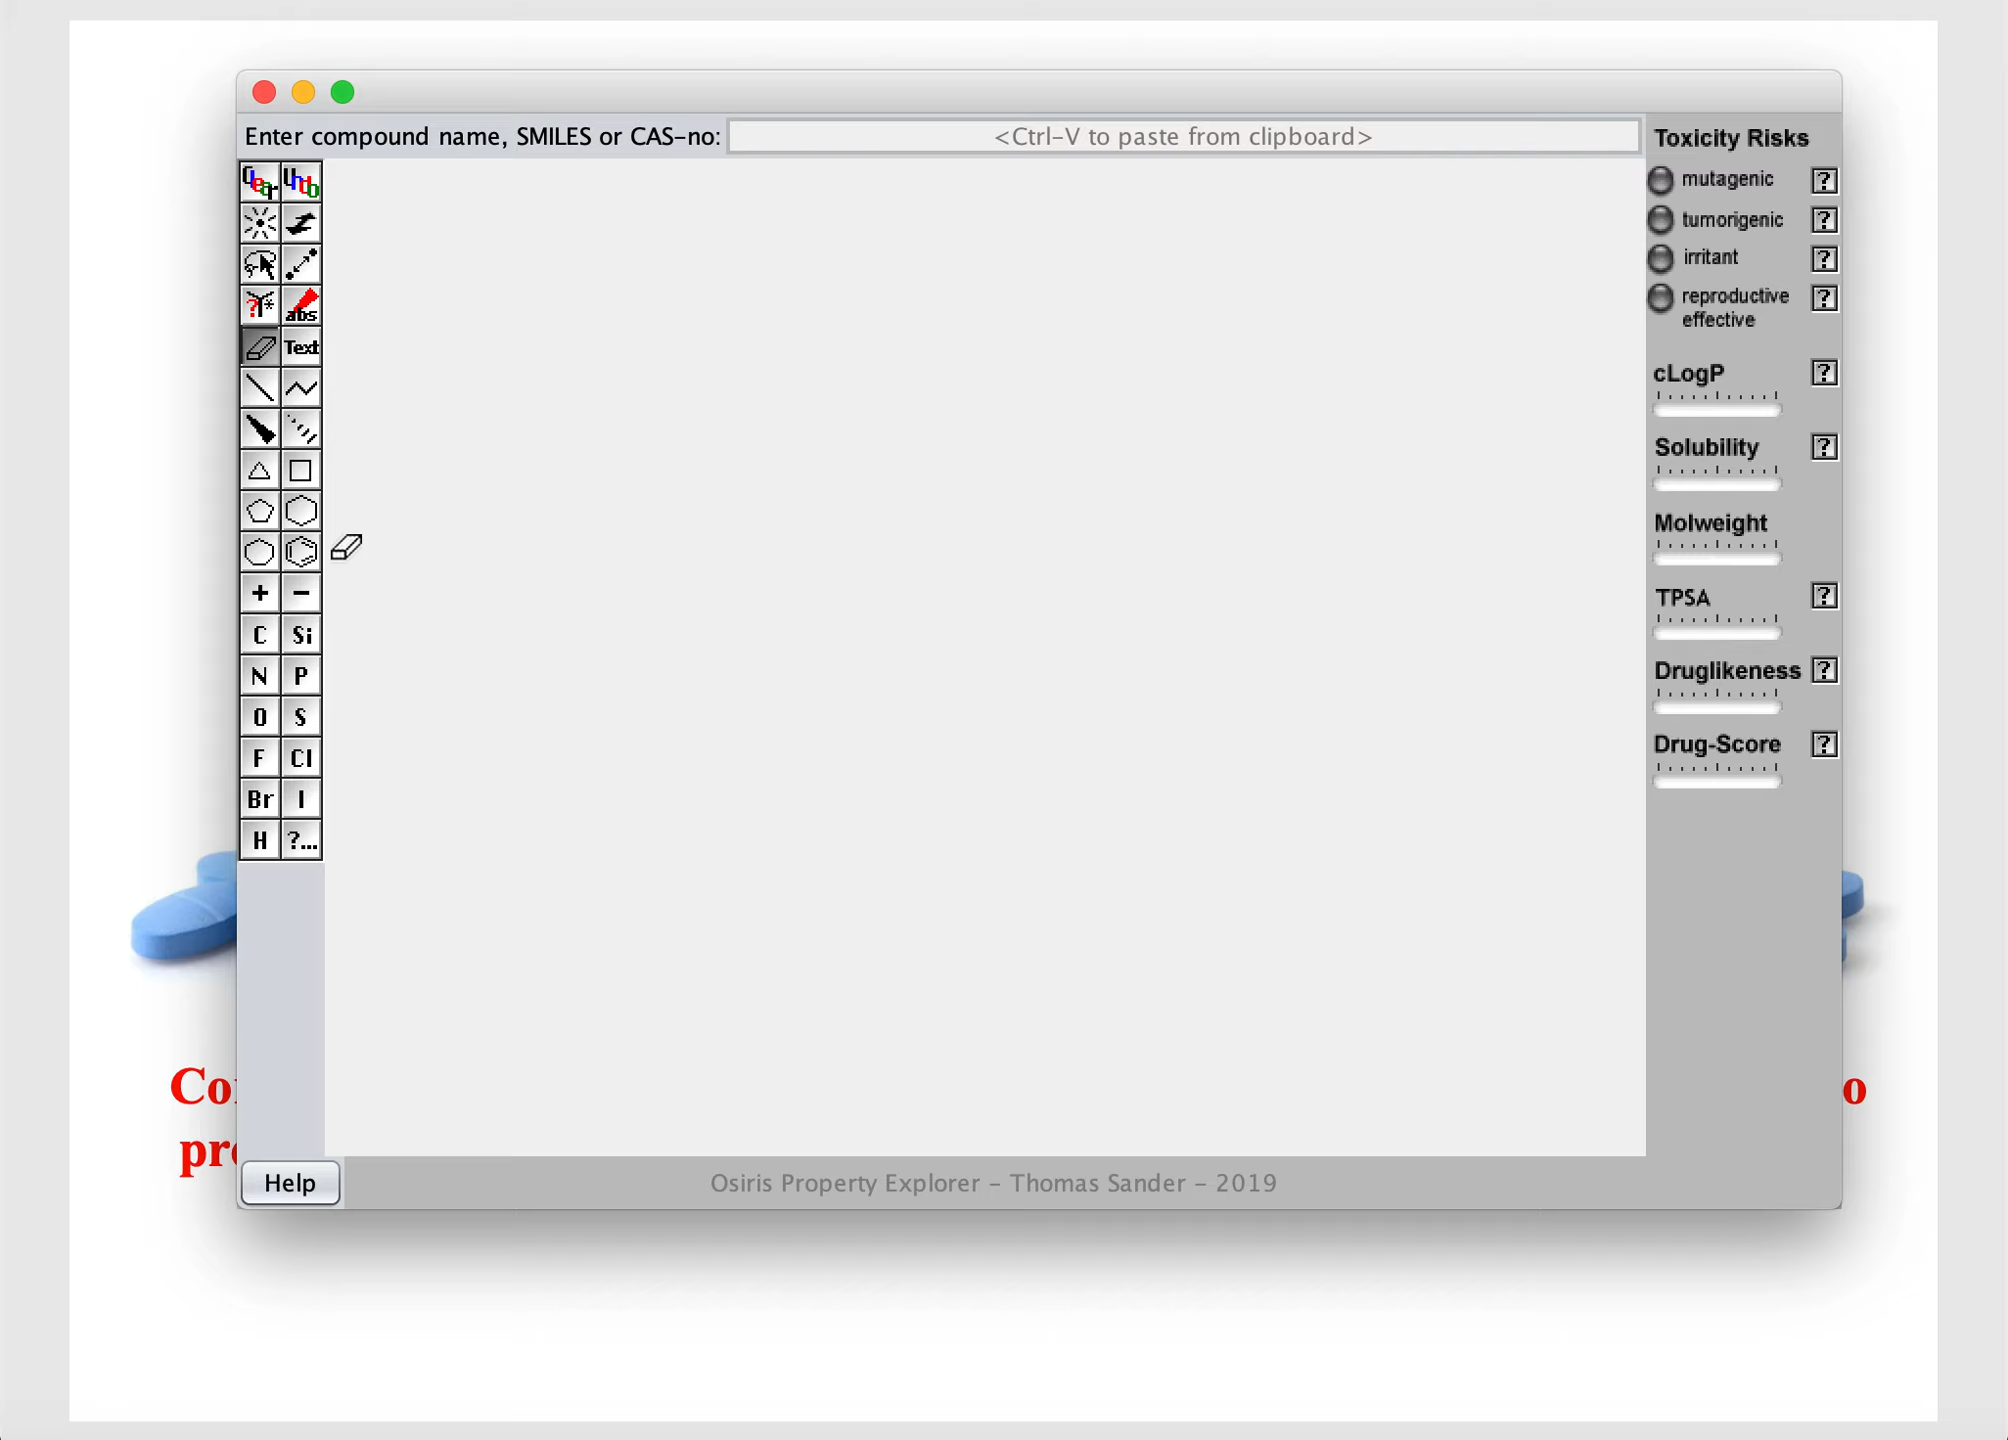 Enter compound name, SMILES or CAS-no: <Ctrl-V to paste from clipboard>
Clear Undo
?
abs
Text
+ -
C Si
N P
O S
F Cl
Br I
H ?...
Toxicity Risks
mutagenic ?
tumorigenic ?
irritant ?
reproductive ?
effective
cLogP ?
Solubility ?
Molweight
TPSA ?
Druglikeness ?
Drug-Score ?
Help
Osiris Property Explorer - Thomas Sander - 2019